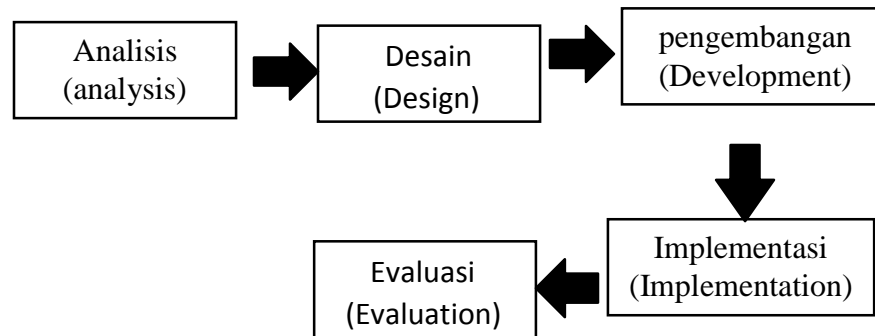 Analisis
(analysis)
Desain
(Design)
pengembangan
(Development)
Implementasi
(Implementation)
Evaluasi
(Evaluation)